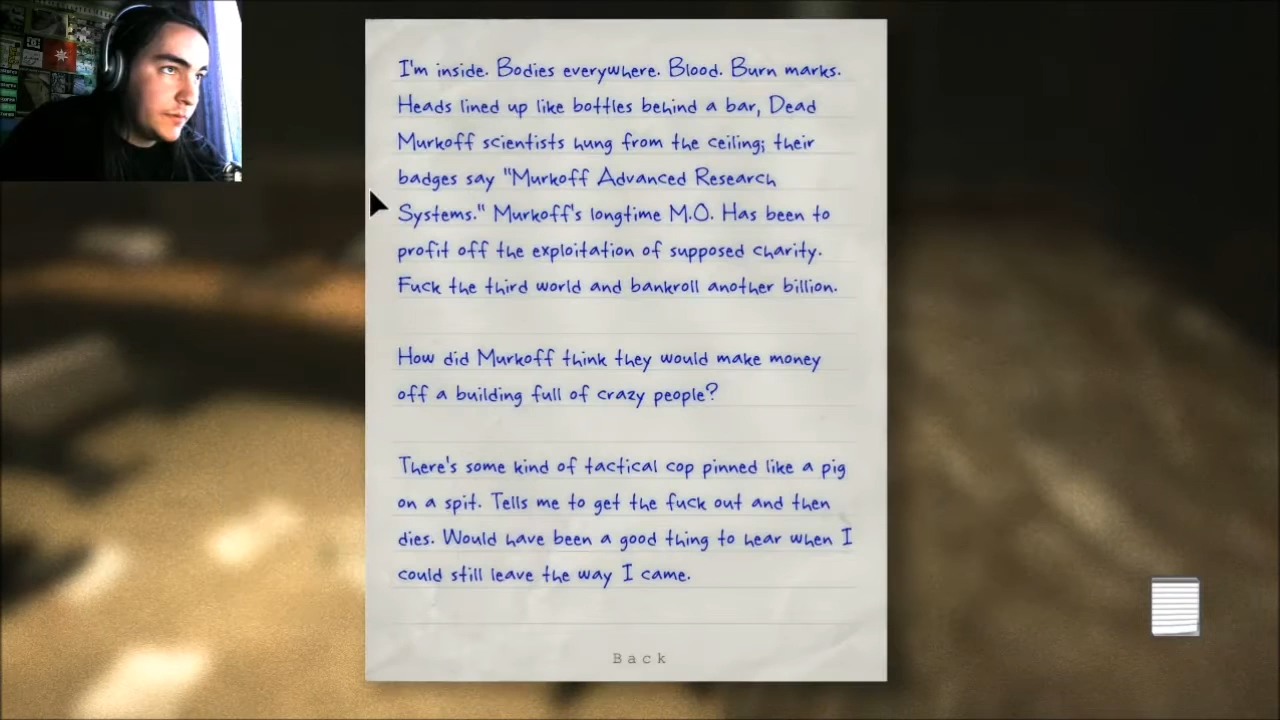 I'm inside. Bodies everywhere. Blood. Burn marks.
Heads lined up like bottles behind a bar, Dead
Murkoff scientists hung from the ceiling; their
badges say "Murkoff Advanced Research
Systems." Murkoff's longtime M.O. Has been to
profit off the exploitation of supposed charity.
Fuck the third world and bankroll another billion.
How did Murkoff think they would make money
off a building full of crazy people?
There's some kind of tactical cop pinned like a pig
on a spit. Tells me to get the fuck out and then
dies. Would have been a good thing to hear when I
could still leave the way I came.
Back